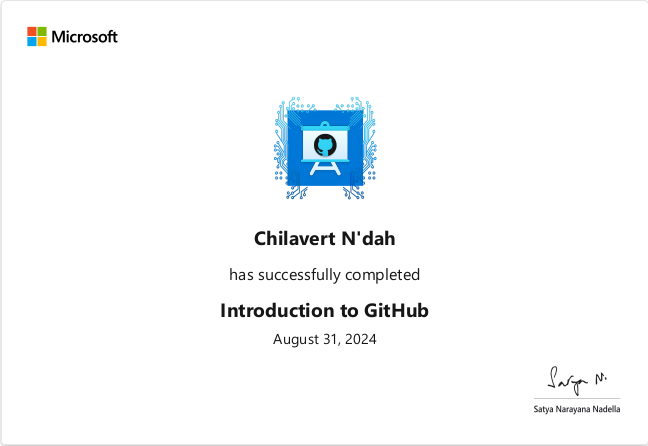 Microsoft
Chilavert N'dah
has successfully completed
Introduction to GitHub
August 31, 2024
Satya N.
Satya Narayana Nadella